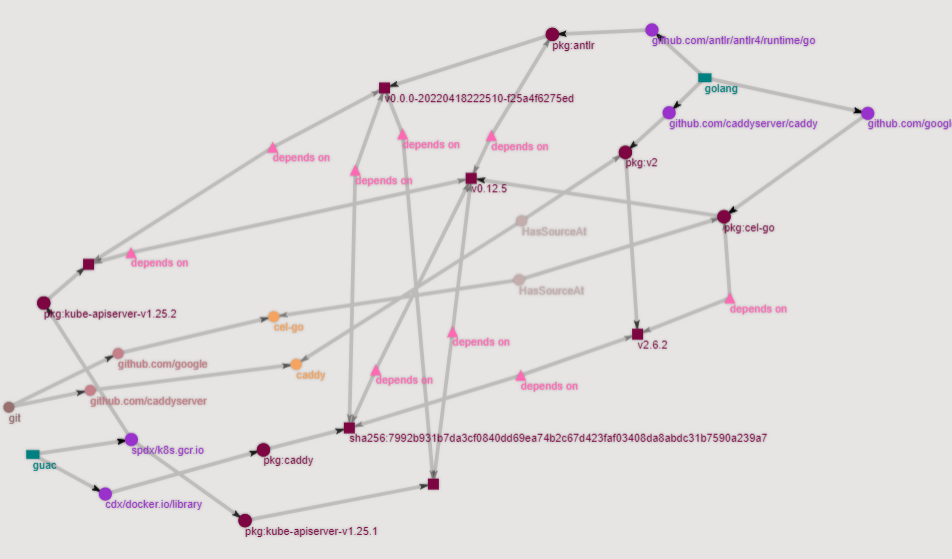 github.com/antlr/antlr4/runtime/go
pkg:antlr
golang
v0.0.0-20220418222510-f25a4f6275ed
github.com/caddyserver/caddy
github.com/googl
depends on
depends on
depends on
pkg:v2
depends on
v0.12.5
pkg:cel-go
HasSourceAt
depends on
HasSourceAt
depends on
pkg:kube-apiserver-v1.25.2
cel-go
depends on
v2.6.2
github.com/google
caddy
depends on
depends on
github.com/caddyserver
git
sha256:7992b931b7da3cf0840dd69ea74b2c67d423faf03408da8abdc31b7590a239a7
spdx/k8s.gcr.io
pkg:caddy
guac
cdx/docker.io/library
pkg:kube-apiserver-v1.25.1